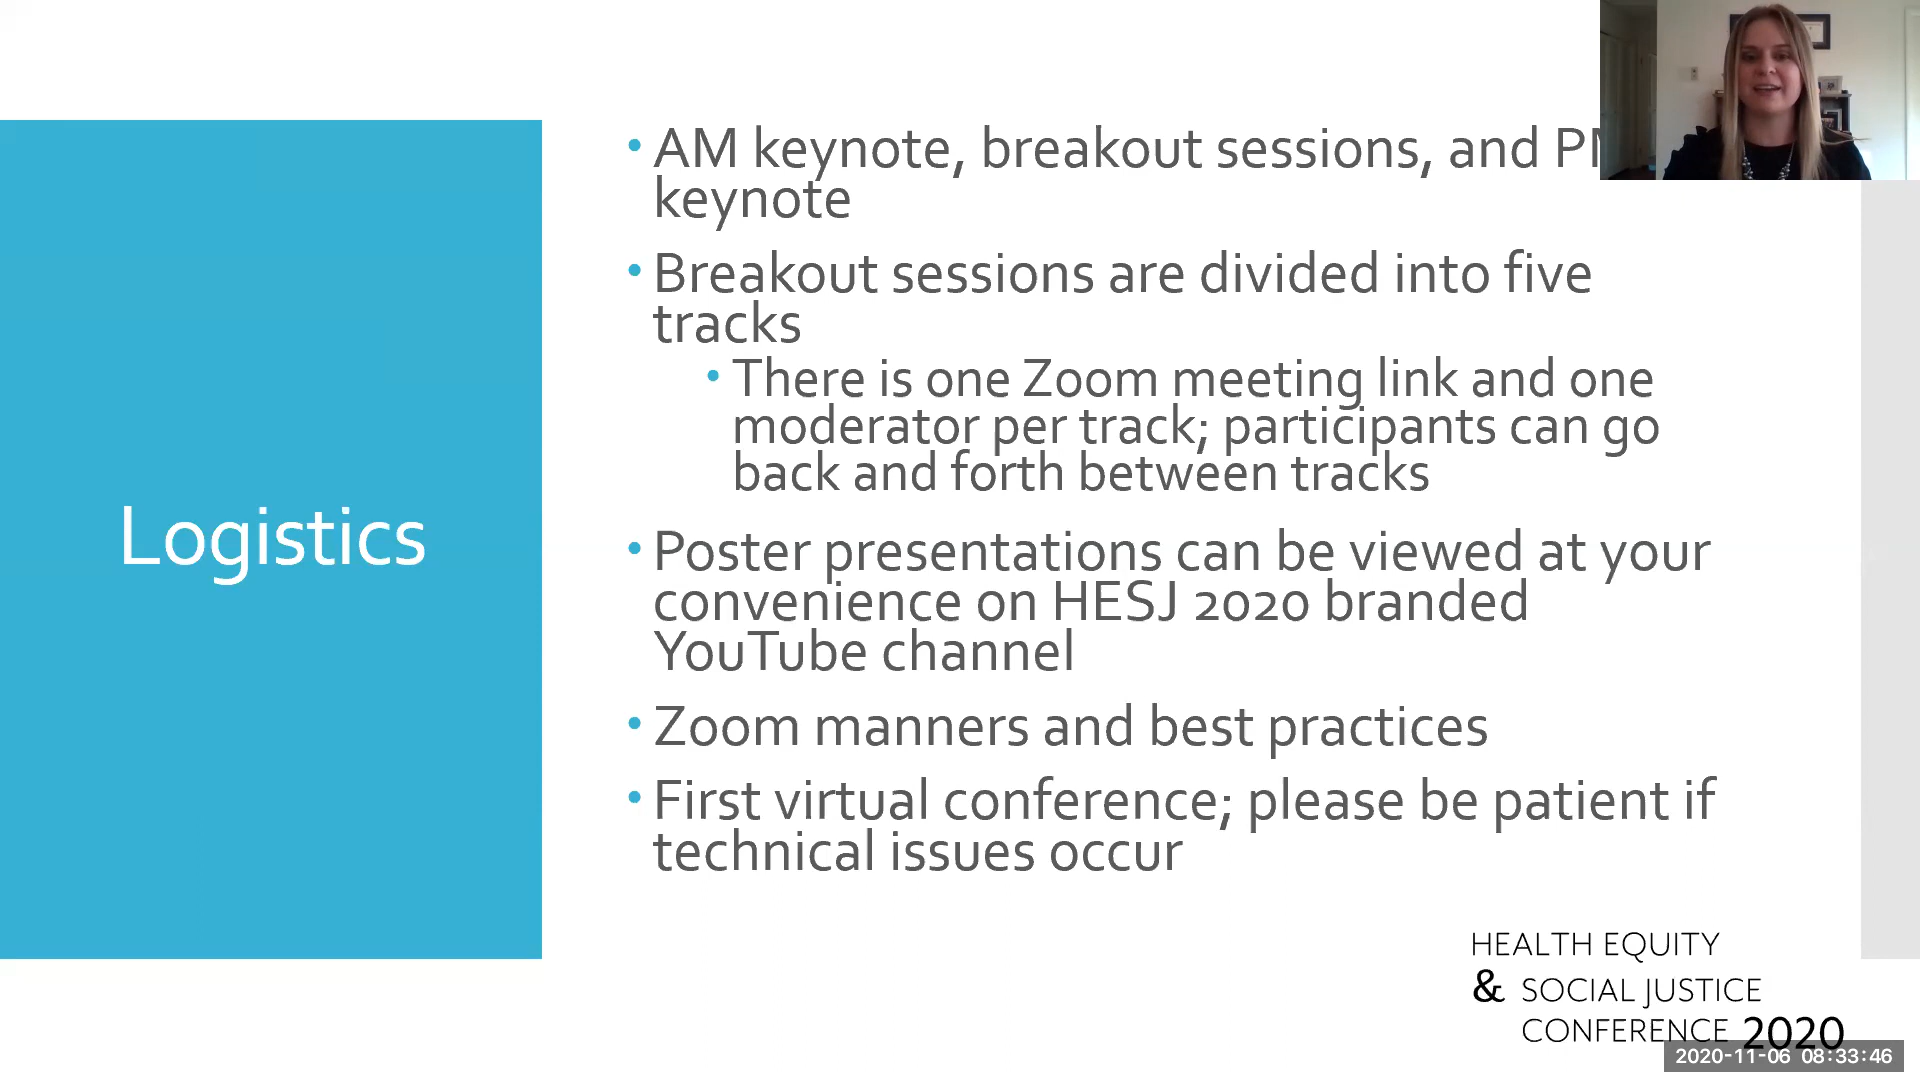 AM keynote, breakout sessions, and
keynote
Breakout sessions are divided into five
tracks
There is one Zoom meeting link and one
moderator per track; participants can go
back and forth between tracks
Logistics
Poster presentations can be viewed at your
convenience on HESJ 2020 branded
YouTube channel
Zoom manners and best practices
First virtual conference; please be patient if
technical issues occur
HEALTH EQUITY
& SOCIAL JUSTICE
CONFERENCE 2020
2020-11-06 08:33:46